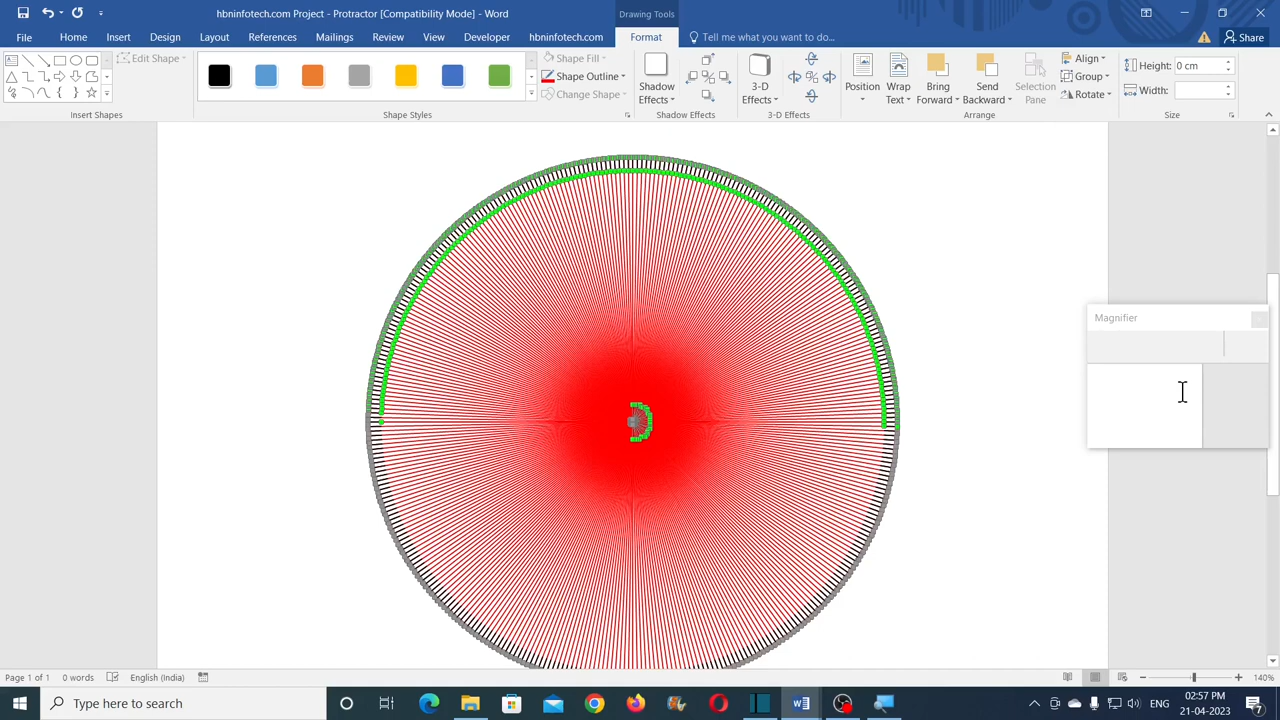 hbninfotech.com Project - Protractor [Compatibility Mode] - Word
Drawing Tools
File Home Insert Design Layout References Mailings Review View Developer hbninfotech.com Format Tell me what you want to do... Share
Edit Shape
Insert Shapes
Shape Fill
Shape Outline
Change Shape
Shape Styles
Shadow Effects
Shadow Effects
3-D Effects
3-D Effects
Position
Wrap Text
Bring Forward
Send Backward
Selection Pane
Align
Group
Rotate
Arrange
Height: 0 cm
Width:
Size
Magnifier
Page 1 of 1 0 words English (India) 140%
Type here to search
ENG
02:57 PM
21-04-2023